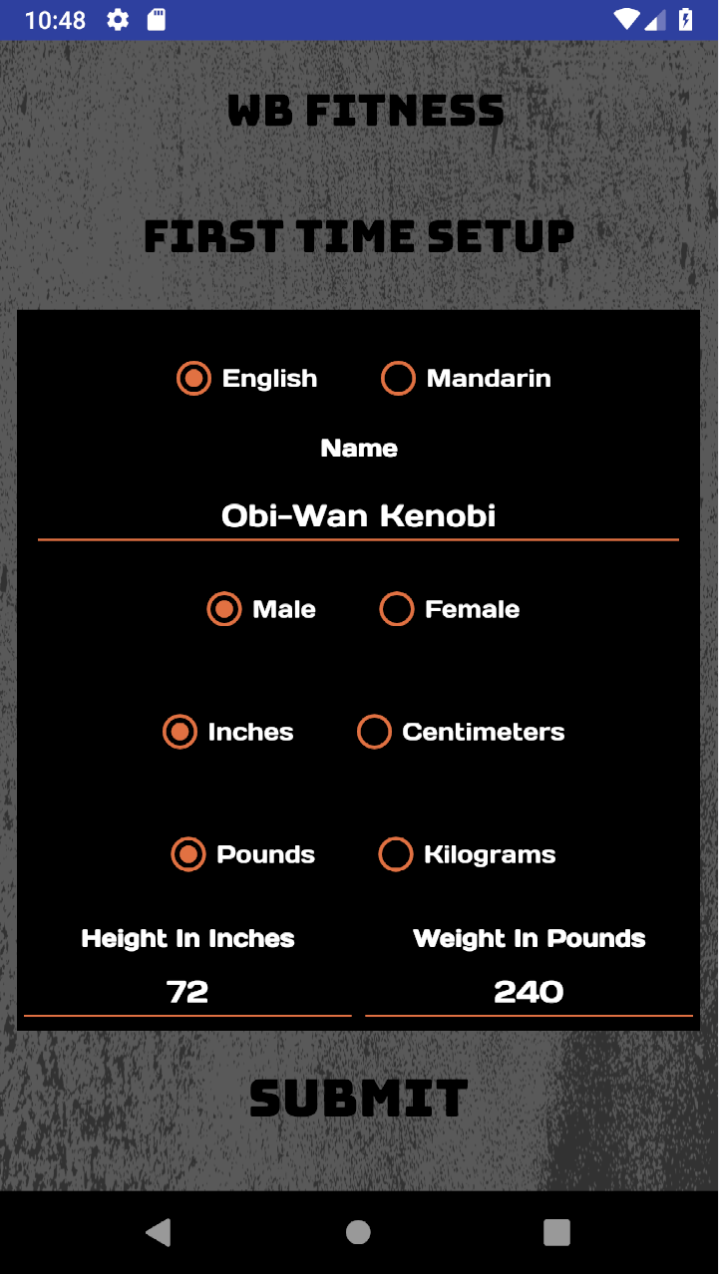 10:48
WB FITNESS
FIRST TIME SETUP
English Mandarin
Name
Obi-Wan Kenobi
Male Female
Inches Centimeters
Pounds Kilograms
Height In Inches Weight In Pounds
72 240
SUBMIT